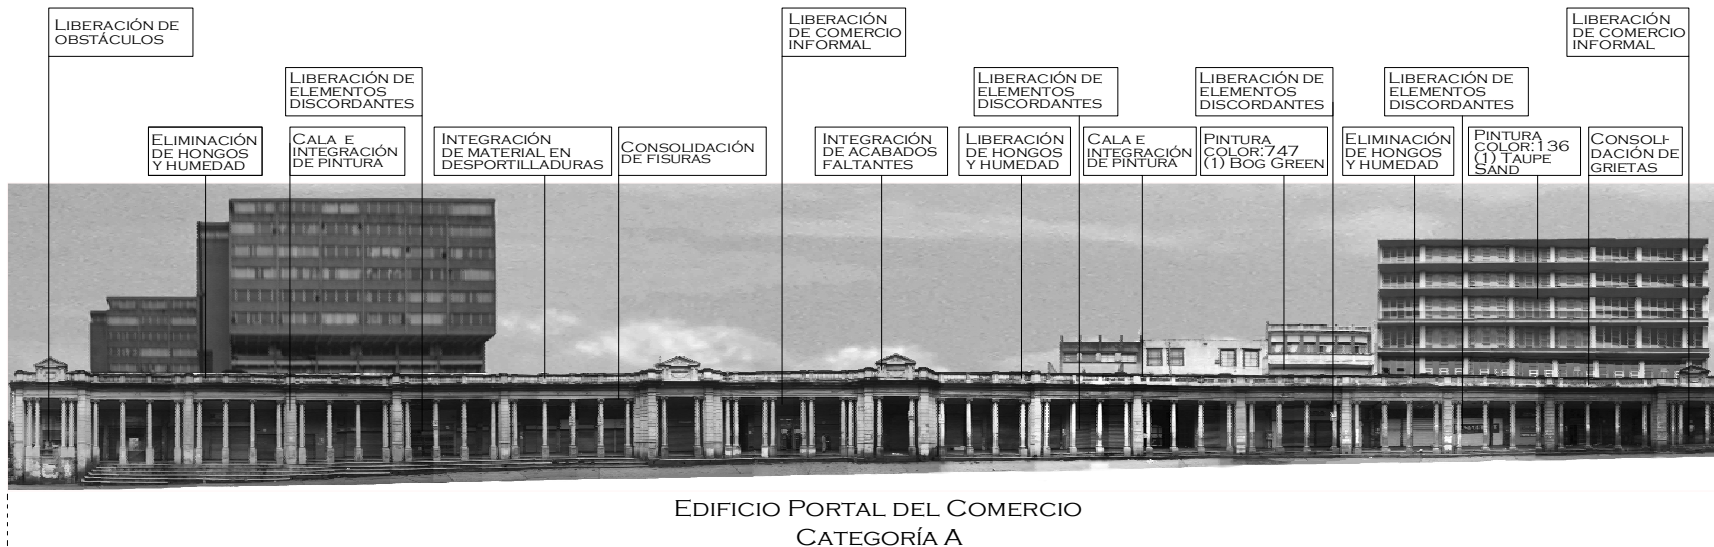 LIBERACIÓN DE
OBSTÁCULOS
LIBERACIÓN
DE COMERCIO
INFORMAL
LIBERACIÓN
DE COMERCIO
INFORMAL
LIBERACIÓN DE
ELEMENTOS
DISCORDANTES
LIBERACIÓN DE
ELEMENTOS
DISCORDANTES
LIBERACIÓN DE
ELEMENTOS
DISCORDANTES
LIBERACIÓN DE
ELEMENTOS
DISCORDANTES
ELIMINACIÓN
DE HONGOS
Y HUMEDAD
CALA E
INTEGRACIÓN
DE PINTURA
INTEGRACIÓN
DE MATERIAL EN
DESPORTILLADURAS
CONSOLIDACIÓN
DE FISURAS
INTEGRACIÓN
DE ACABADOS
FALTANTES
LIBERACIÓN
DE HONGOS
Y HUMEDAD
CALA E
INTEGRACIÓN
DE PINTURA
PINTURA
COLOR:747
(1) BOG GREEN
ELIMINACIÓN
DE HONGOS
Y HUMEDAD
PINTURA
COLOR:136
(1) TAUPE
SAND
CONSOLI-
DACIÓN DE
GRIETAS
EDIFICIO PORTAL DEL COMERCIO
CATEGORÍA A